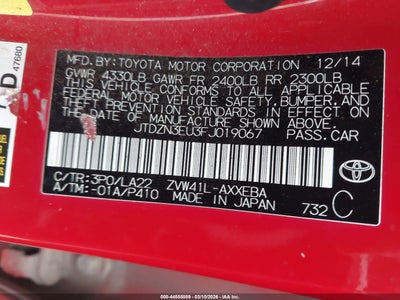 D
47680
MFD.BY:TOYOTA MOTOR CORPORATION 12/14
GVWR 4330LB GAWR FR 2400LB RR 2300LB
THIS VEHICLE CONFORMS TO ALL APPLICABLE
FEDERAL MOTOR VEHICLE SAFETY, BUMPER,
AND THEFT PREVENTION STANDARDS IN EFFECT ON THE DATE OF
MANUFACTURE SHOWN ABOVE.
JTDZN3EU3FJ019067 PASS.CAR
C/TR:3P0/LA22 ZVW41L-AXXEBA
A/TM:-01A/P410 MADE IN JAPAN 732 C
TOYOTA
000-44555089 (03/10/2026 -